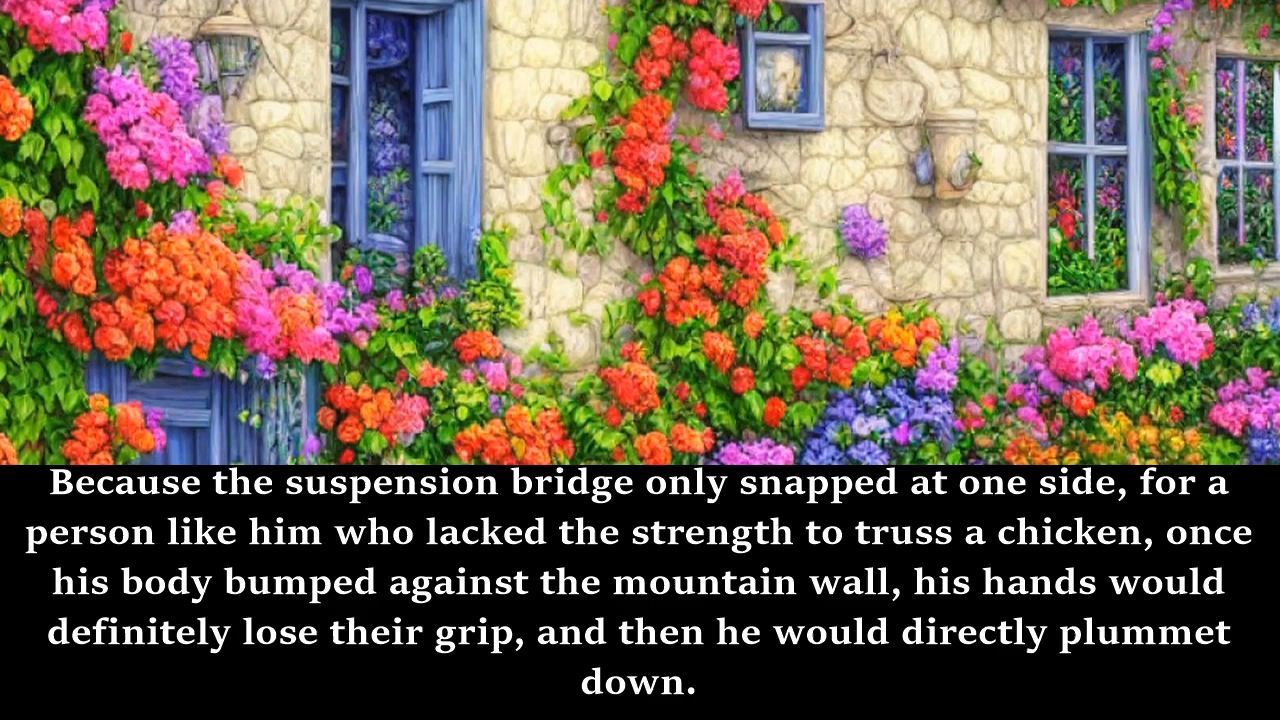 Because the suspension bridge only snapped at one side, for a
person like him who lacked the strength to truss a chicken, once
his body bumped against the mountain wall, his hands would
definitely lose their grip, and then he would directly plummet
down.